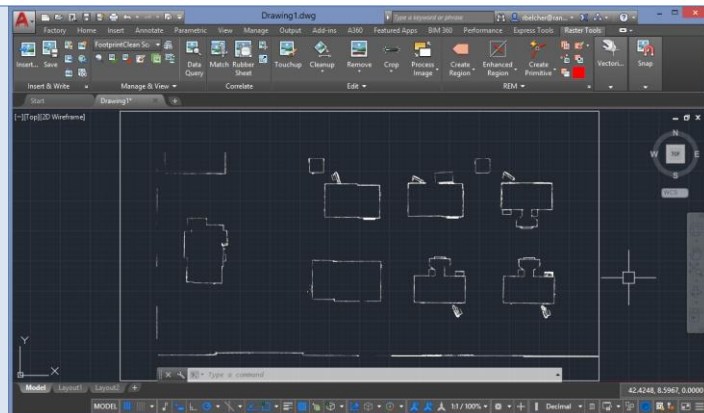 Drawing1.dwg
Type a keyword or phrase
rbelcher@ran...
Factory Home Insert Annotate Parametric View Manage Output Add-ins A360 Featured Apps BIM 360 Performance Express Tools Raster Tools
FootprintClean Sc
Insert... Save Data Query Match Rubber Sheet Touchup Cleanup Remove Crop Process Image Create Region Enhanced Region Create Primitive Vectori... Snap
Insert & Write Manage & View Correlate Edit REM
Start Drawing1*
[-][Top][2D Wireframe]
N
W TOP E
S
WCS
Y
X
Type a command
Model Layout1 Layout2 +
42.4248, 8.5967, 0.0000
MODEL 1:1 / 100% Decimal